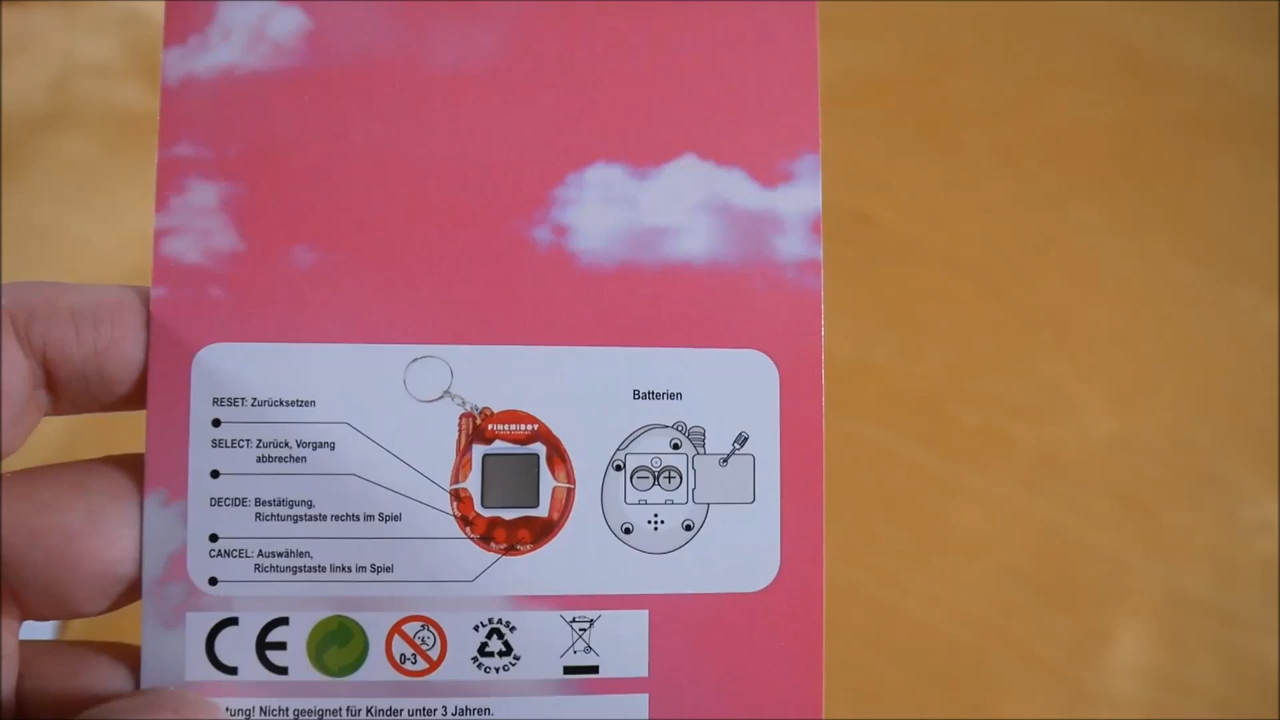 RESET: Zurücksetzen
SELECT: Zurück, Vorgang
abbrechen
DECIDE: Bestätigung,
Richtungstaste rechts im Spiel
CANCEL: Auswählen,
Richtungstaste links im Spiel
Batterien
CE
0-3
PLEASE
RECYCLE
tung! Nicht geeignet für Kinder unter 3 Jahren.